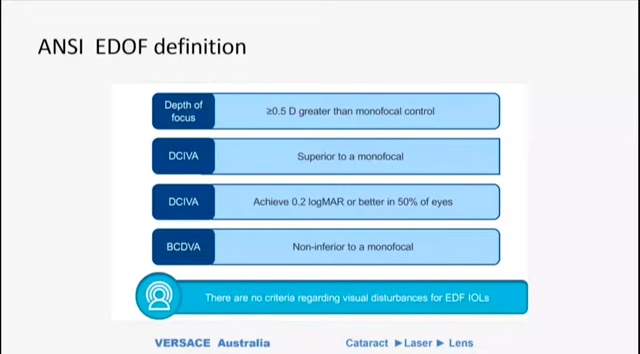 ANSI EDOF definition
Depth of
focus
≥0.5 D greater than monofocal control
DCIVA
Superior to a monofocal
DCIVA
Achieve 0.2 logMAR or better in 50% of eyes
BCDVA
Non-inferior to a monofocal
There are no criteria regarding visual disturbances for EDF IOLs
VERSACE Australia
Cataract ►Laser ► Lens